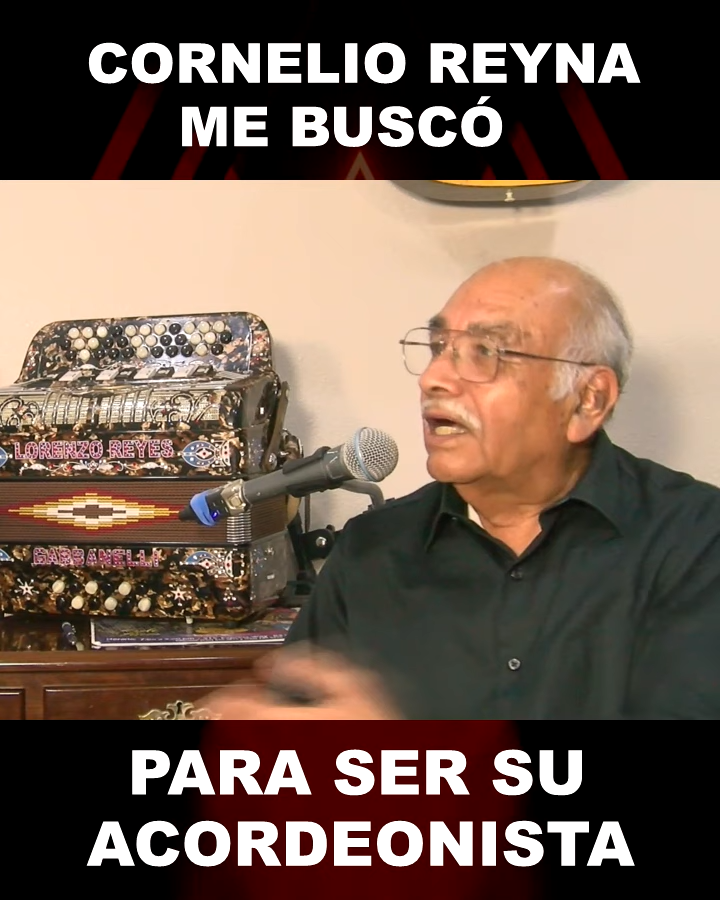 CORNELIO REYNA
ME BUSCÓ
LORENZO REYES
GABBANELLI
PARA SER SU
ACORDEONISTA